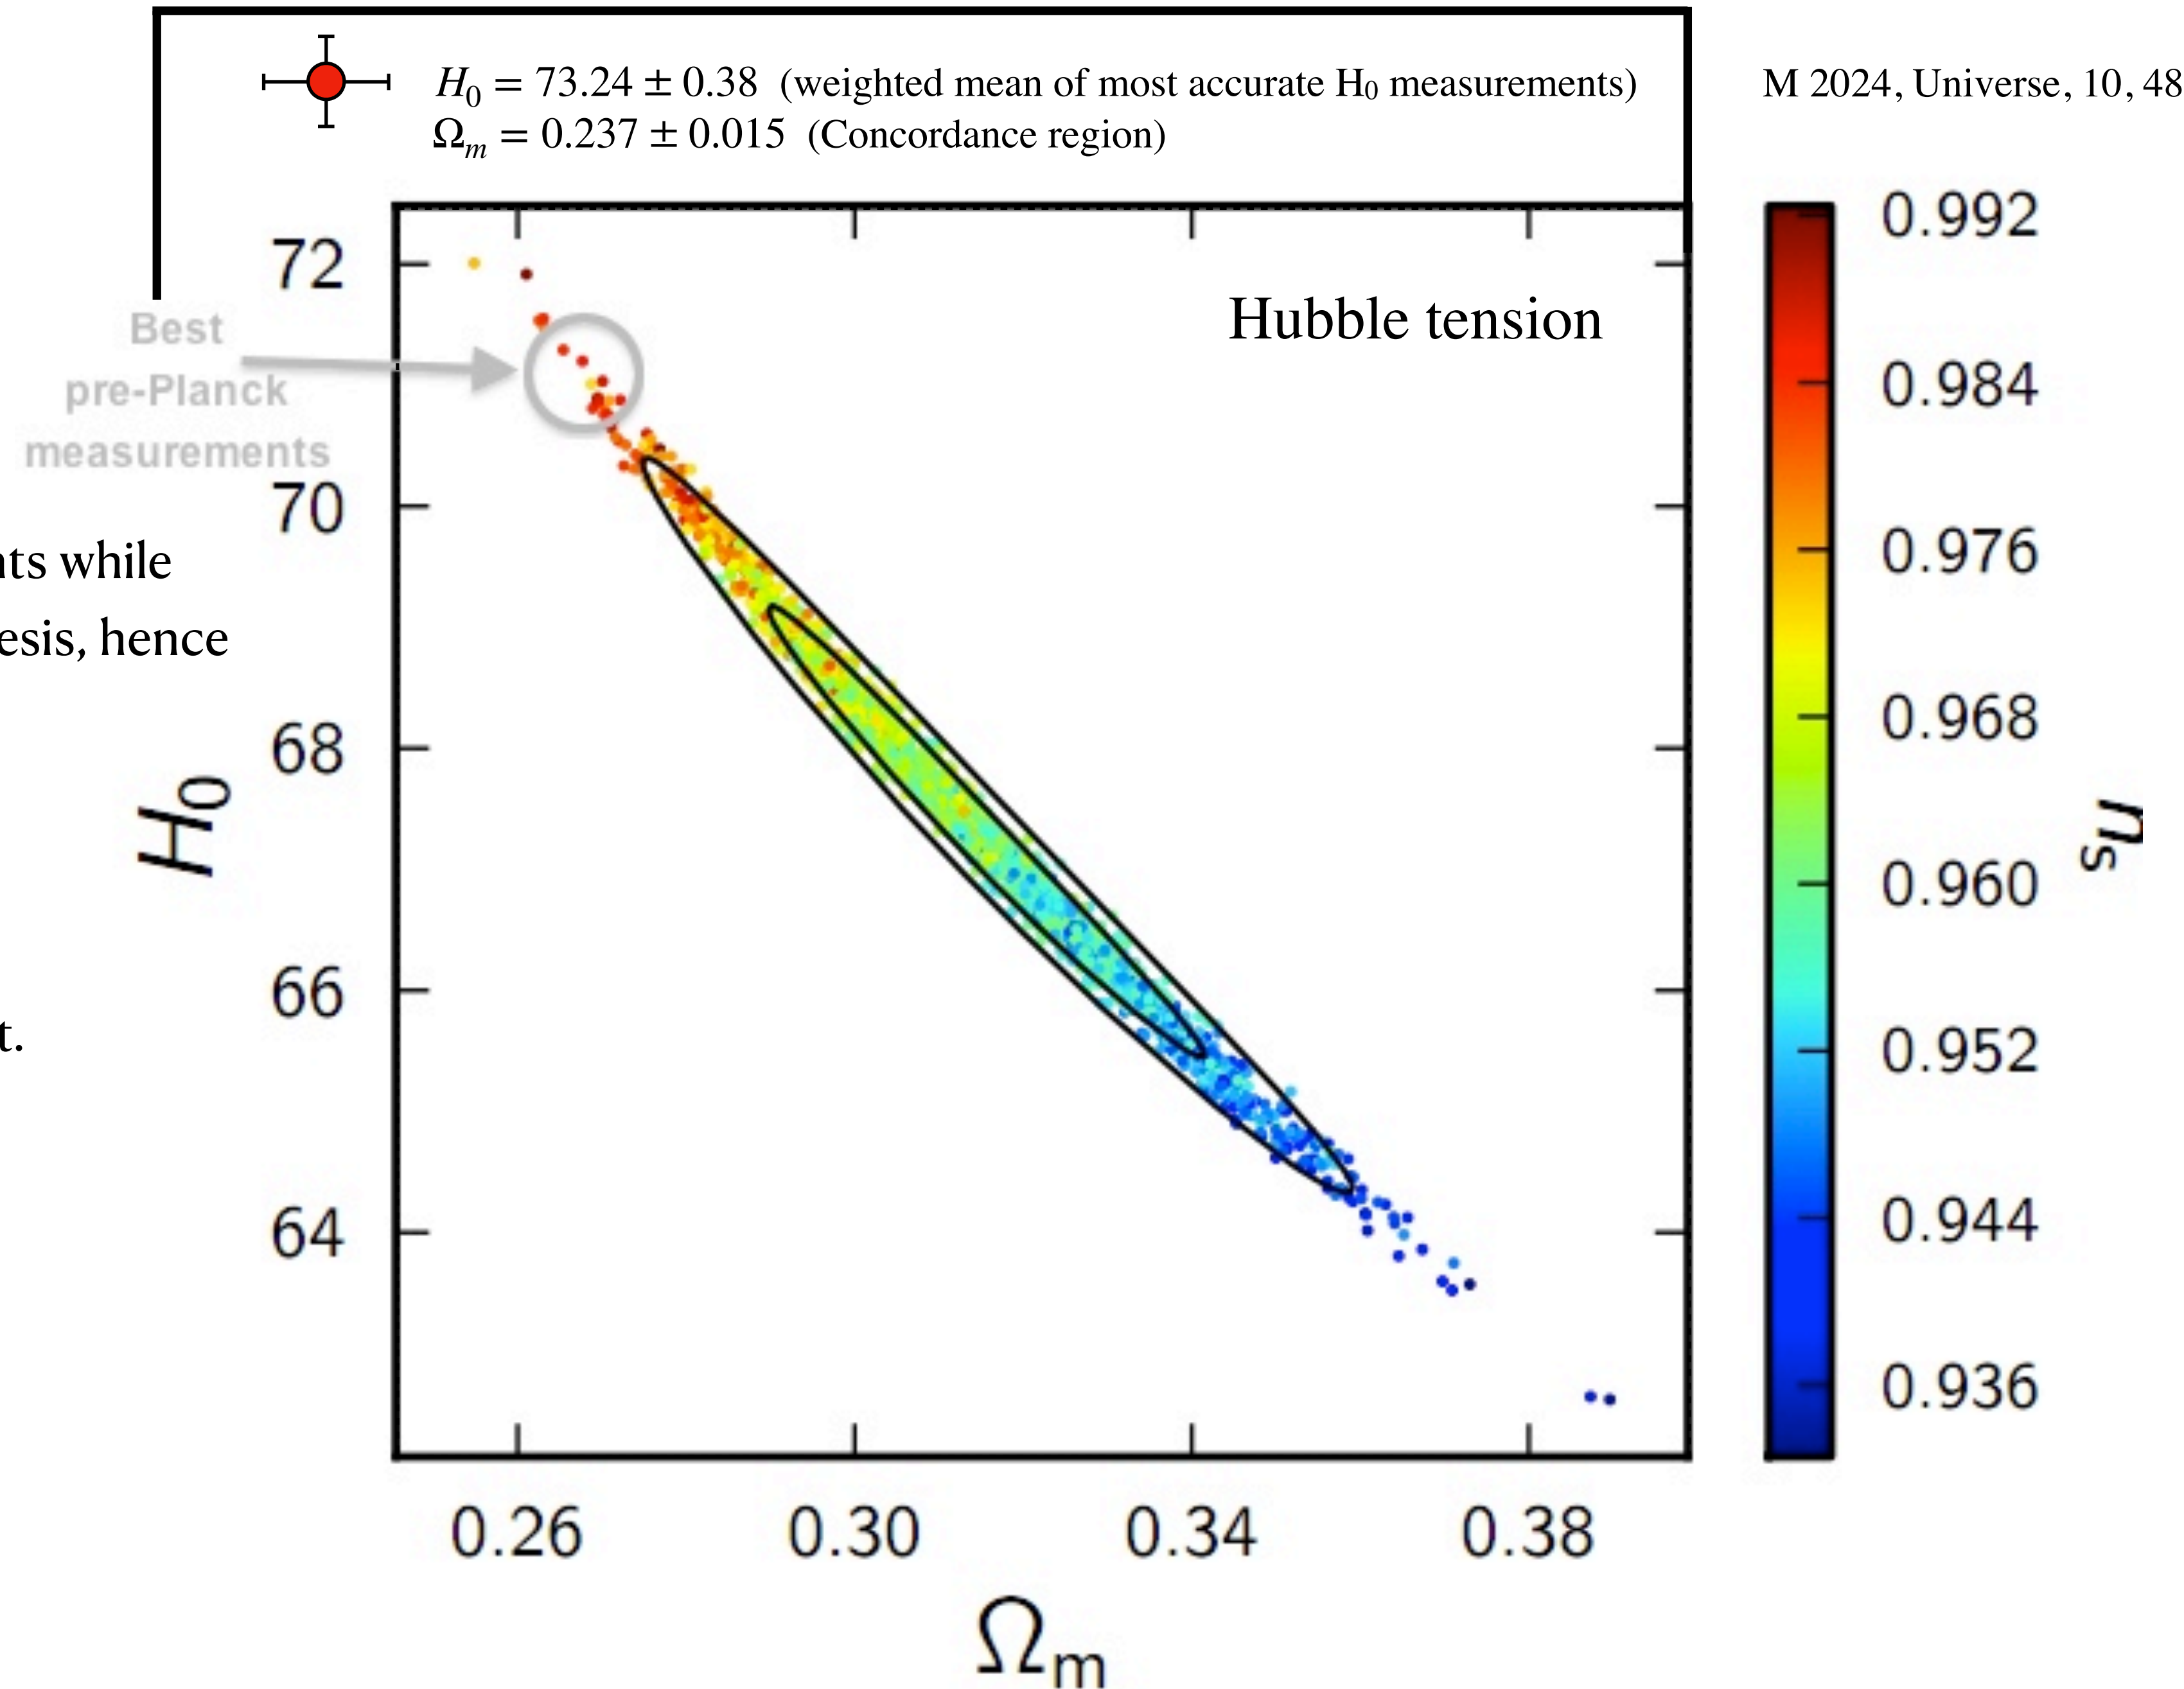 H₀ = 73.24 ± 0.38 (weighted mean of most accurate H₀ measurements)
Ωₘ = 0.237 ± 0.015 (Concordance region)
M 2024, Universe, 10, 48
Hubble tension
Best
pre-Planck
measurements
nts while
esis, hence
t.
72
70
68
66
64
H₀
0.26 0.30 0.34 0.38
Ωₘ
0.992
0.984
0.976
0.968
0.960
0.952
0.944
0.936
nₛ